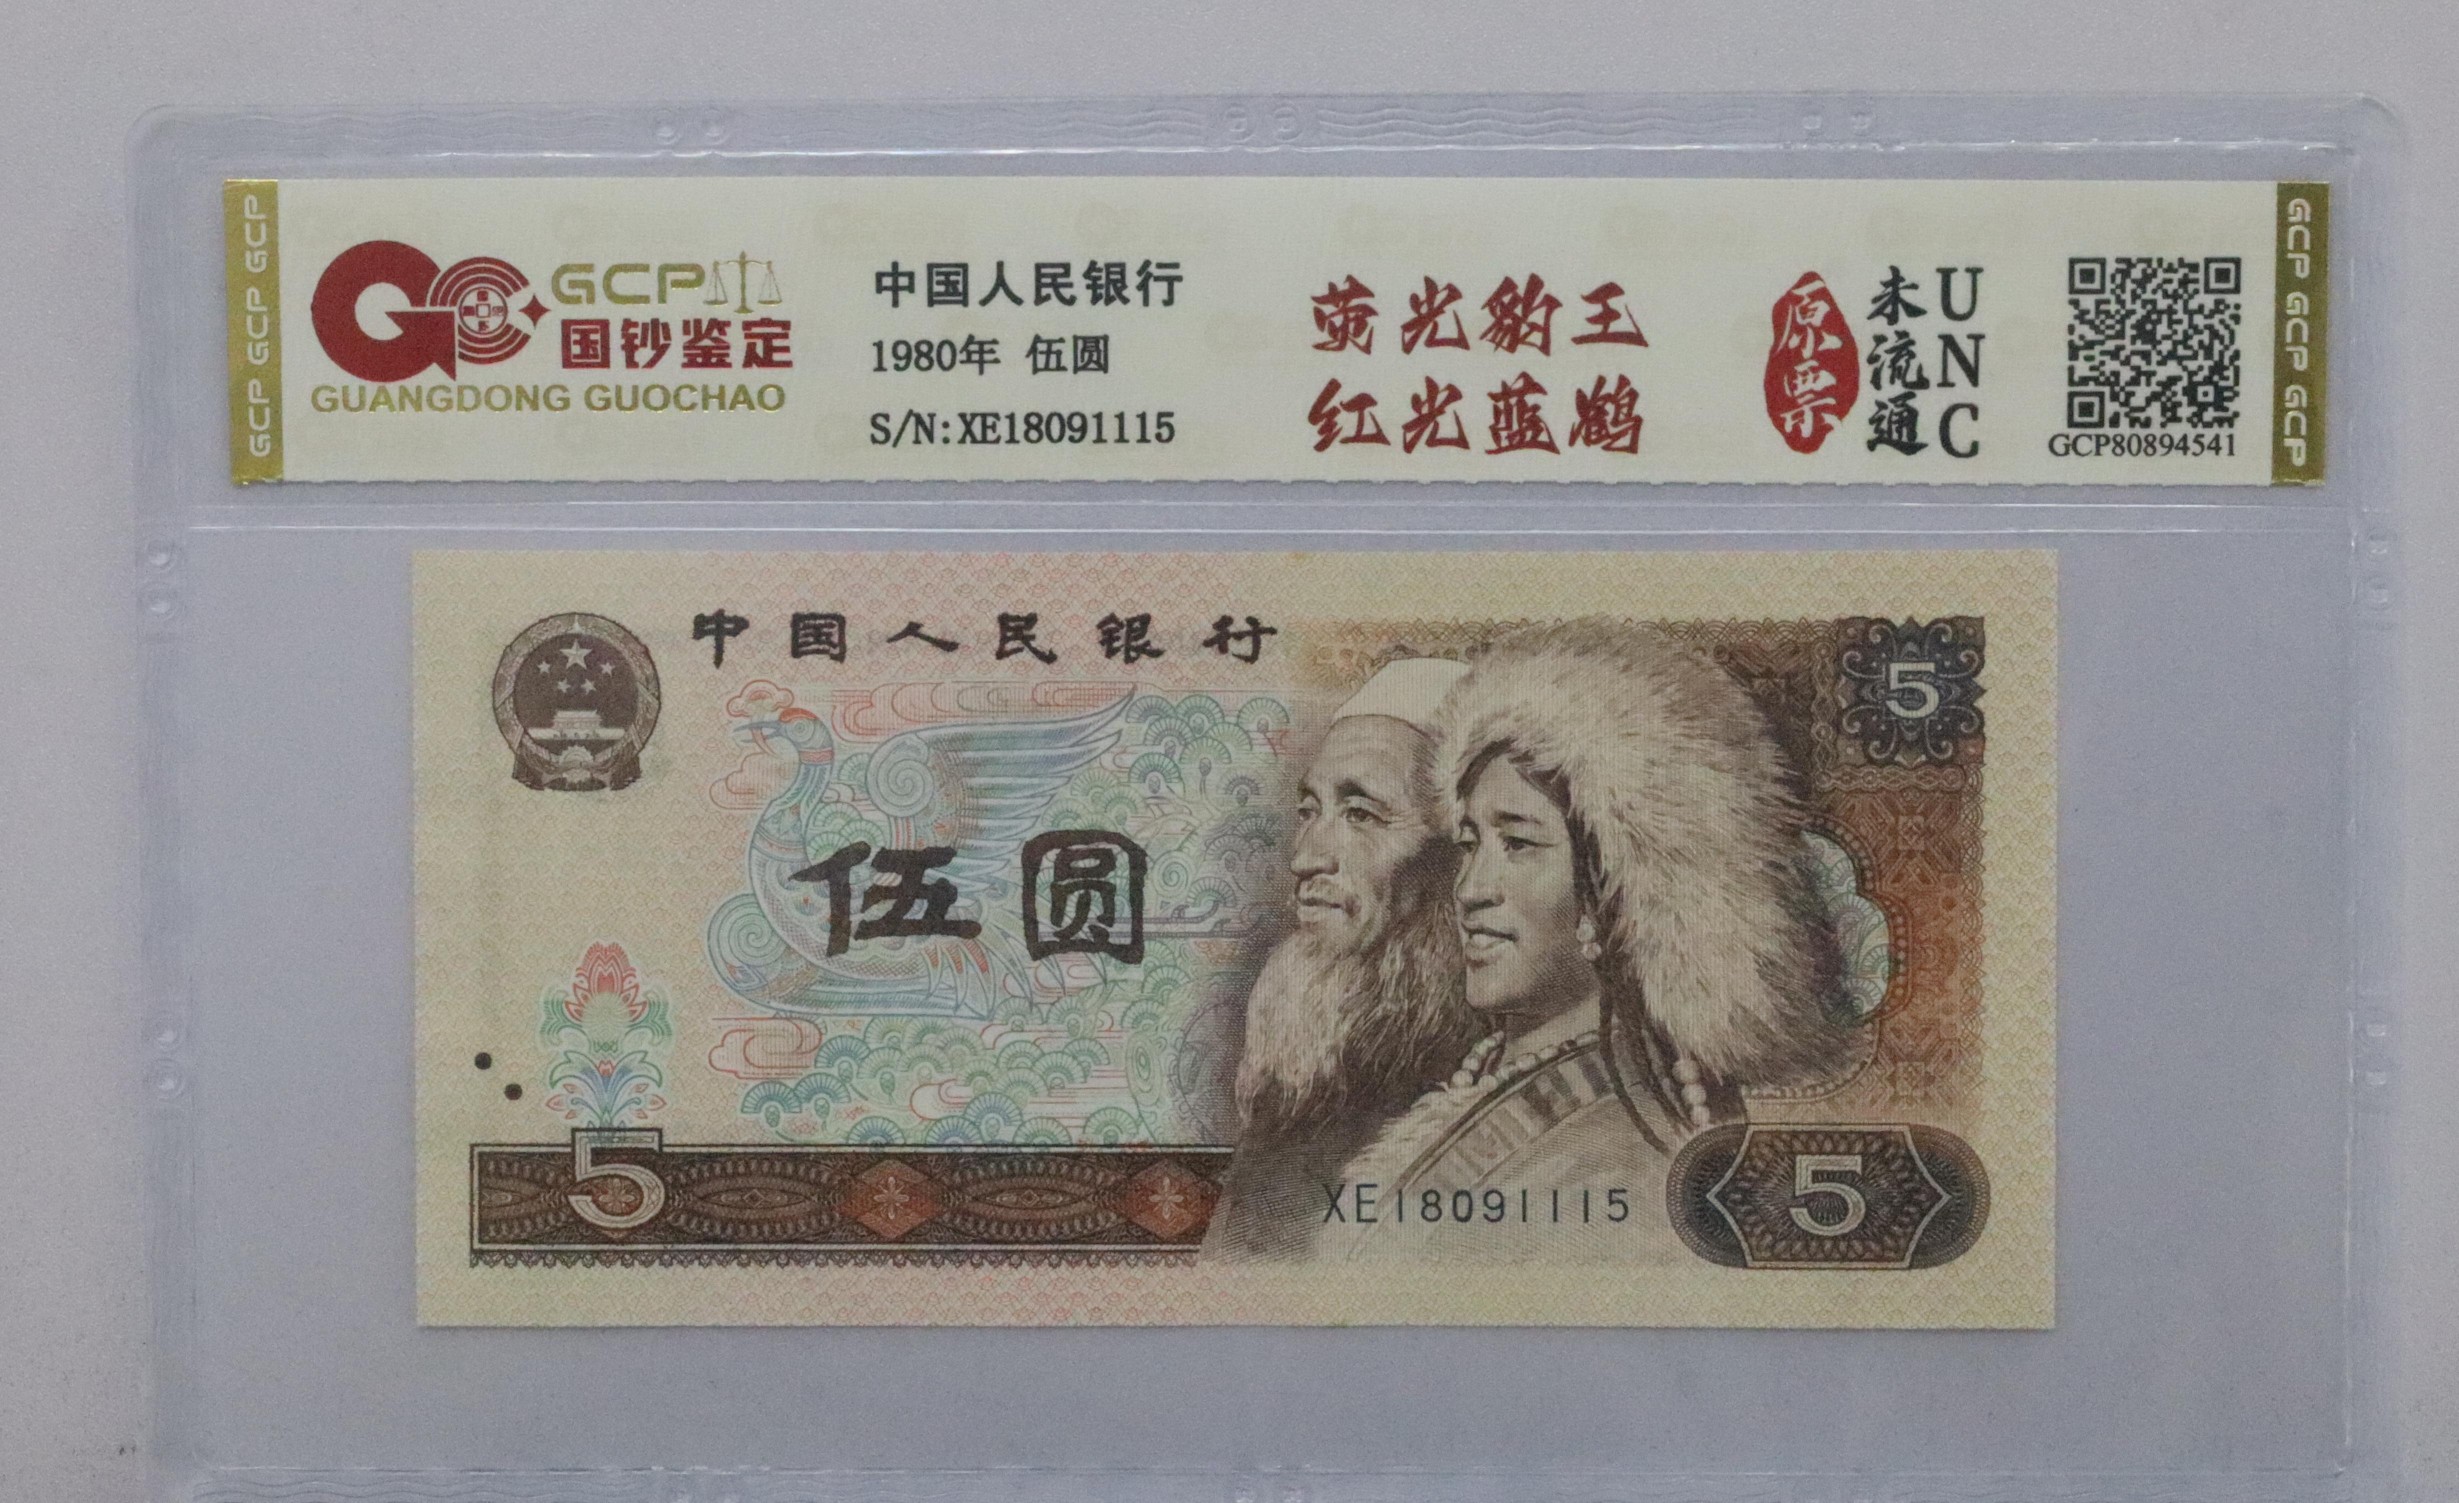 GCP GCP GCP
GCP
国钞鉴定
GUANGDONG GUOCHAO
中国人民银行
1980年 伍圆
S/N:XE18091115
荧光豹王
红光蓝鹤
原票
未流通
UNC
GCP80894541
GCP GCP GCP
中国人民银行
5
伍圆
5
XE18091115
5